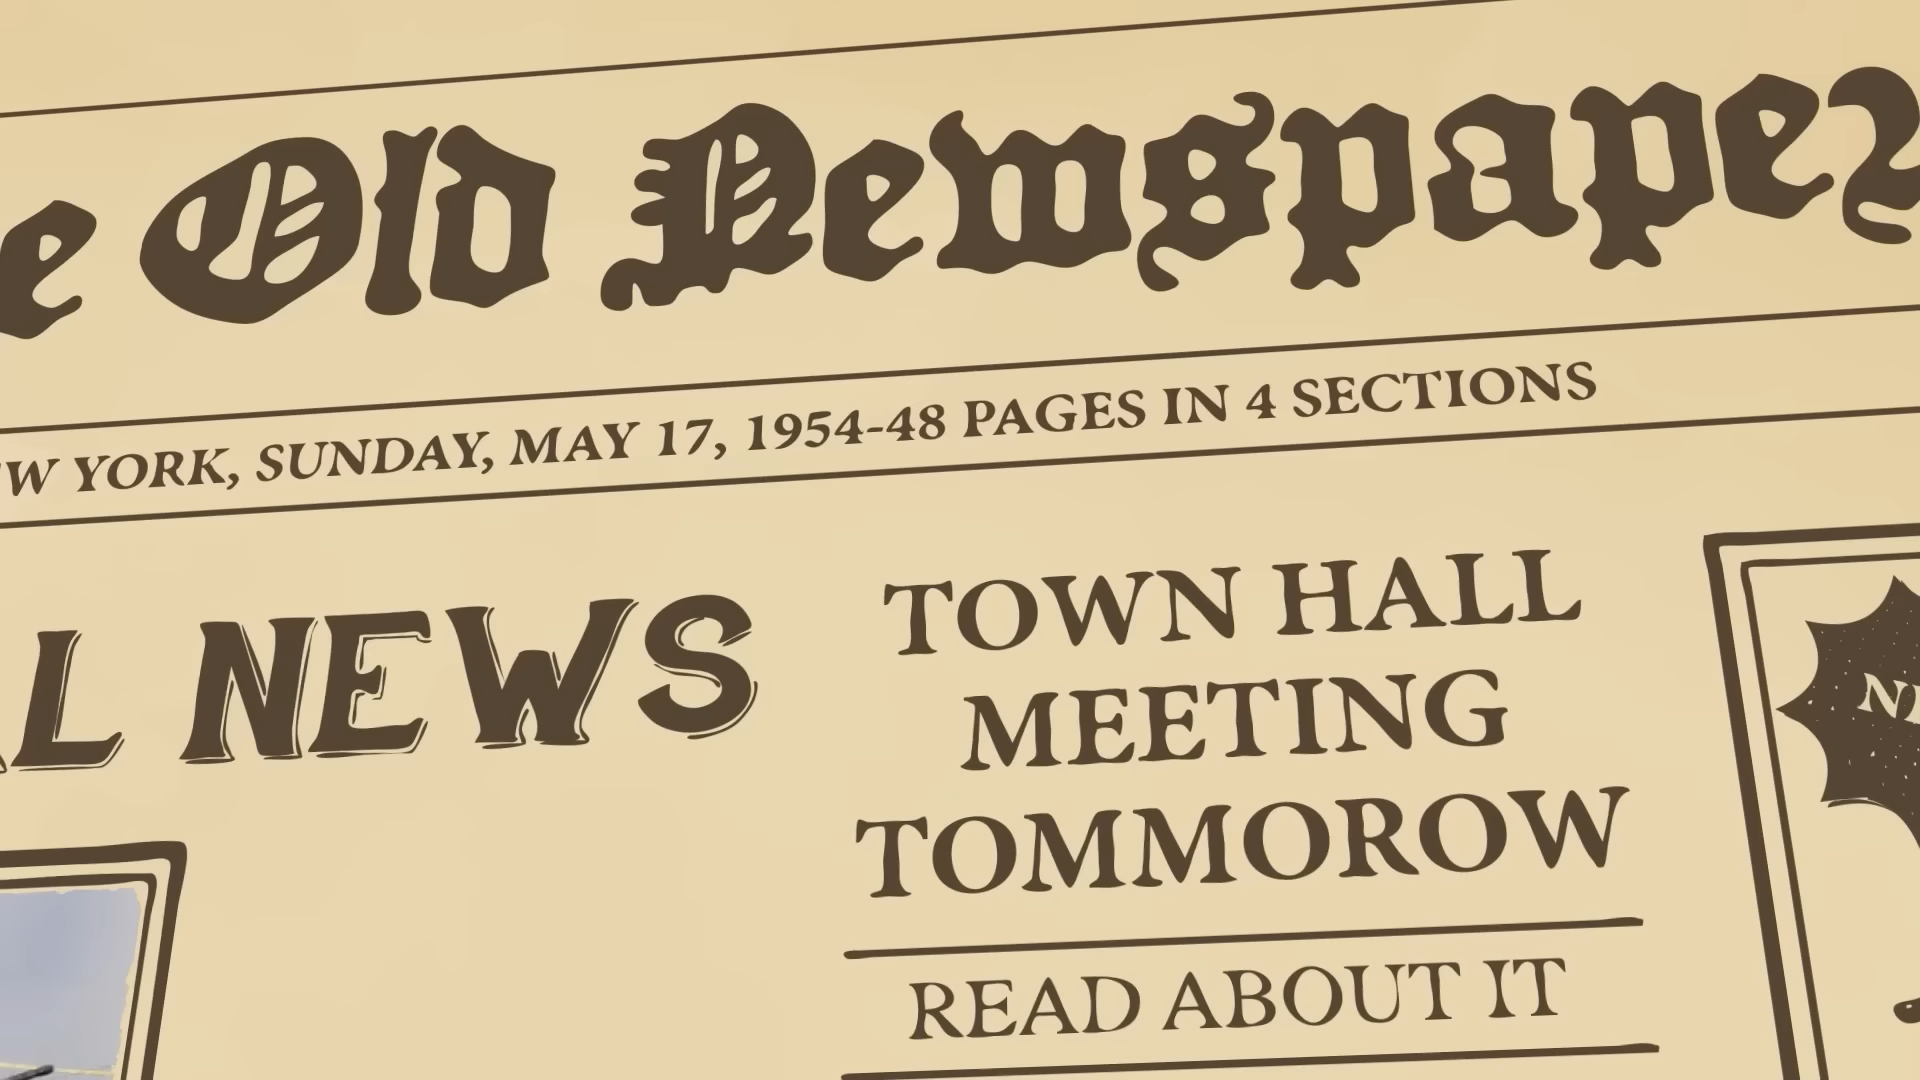 e Old Newspaper
W YORK, SUNDAY, MAY 17, 1954-48 PAGES IN 4 SECTIONS
L NEWS
TOWN HALL
MEETING
TOMMOROW
READ ABOUT IT